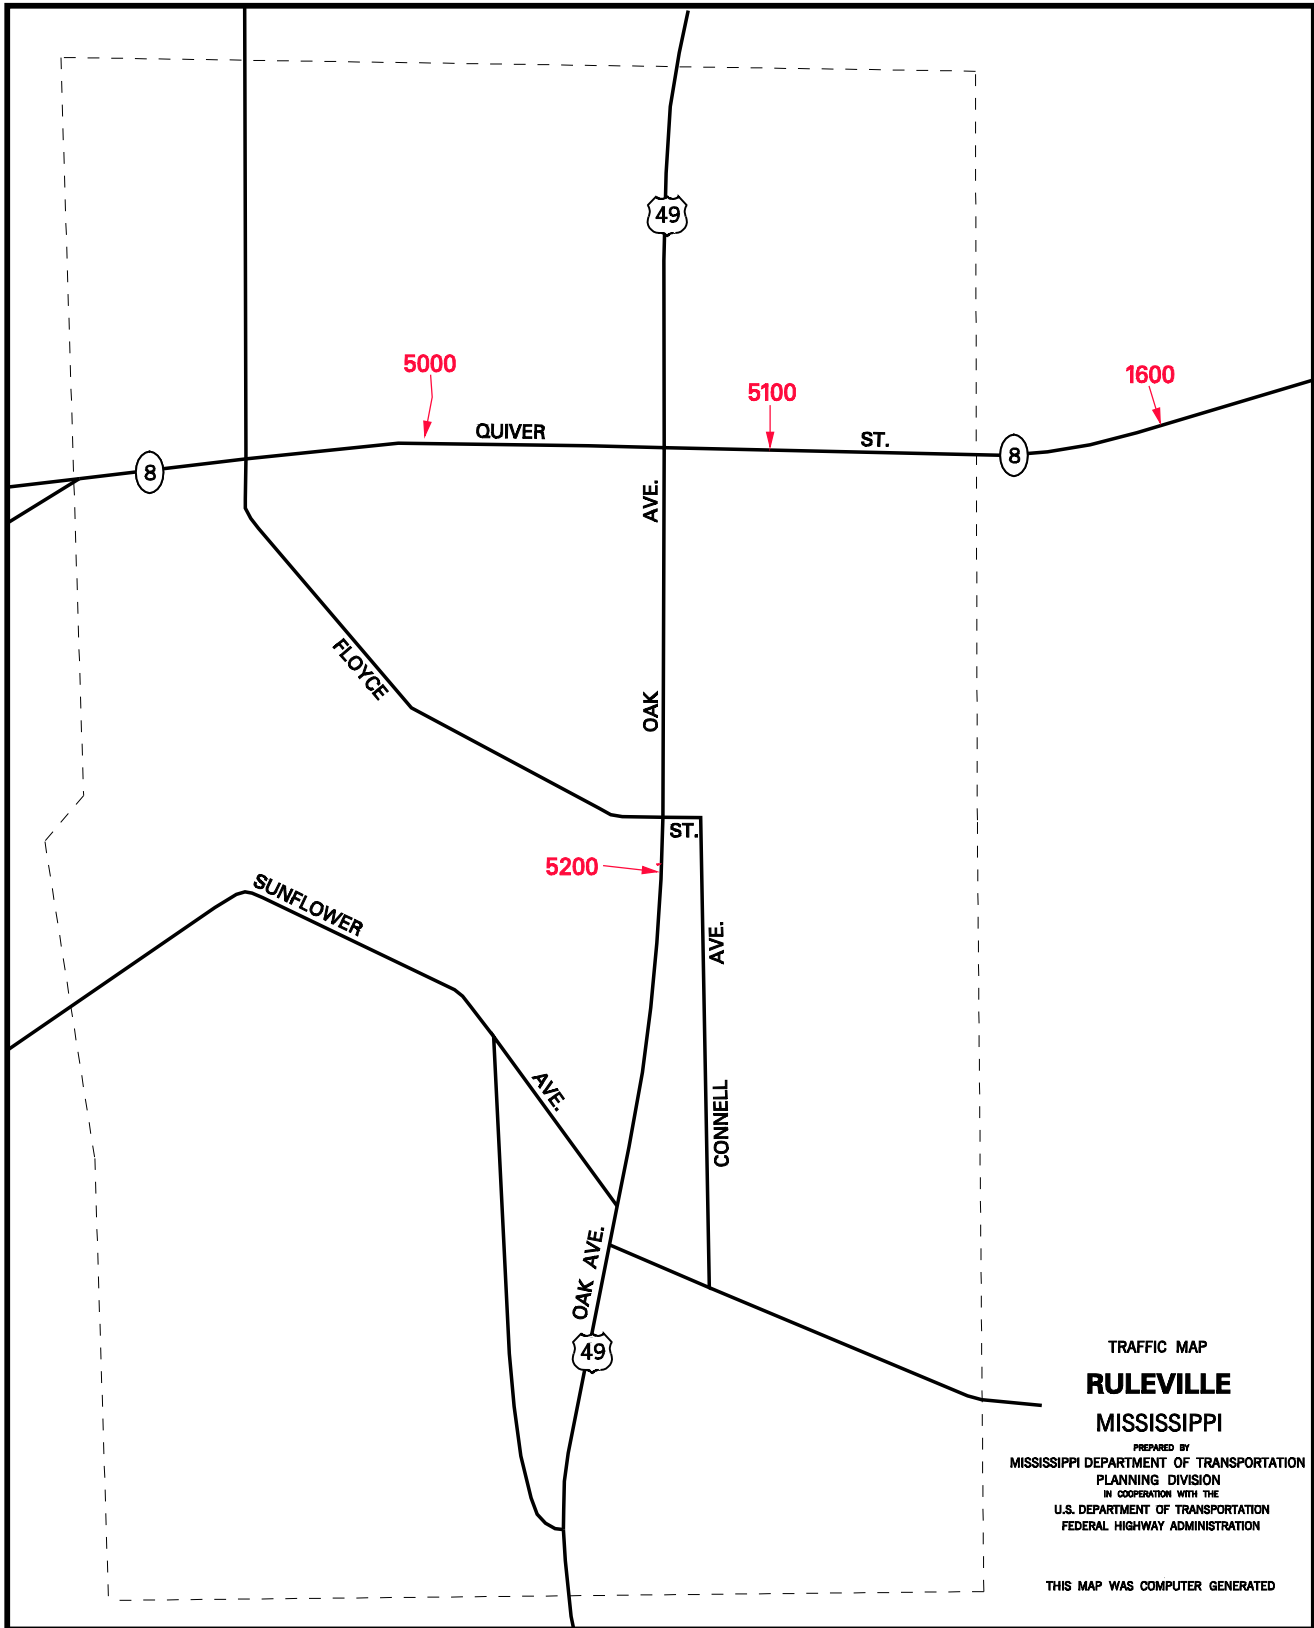 49
5000
5100
1600
QUIVER
ST.
8
8
AVE.
OAK
FLOYCE
ST.
5200
SUNFLOWER
AVE.
AVE.
CONNELL
OAK AVE.
49
TRAFFIC MAP
RULEVILLE
MISSISSIPPI
PREPARED BY
MISSISSIPPI DEPARTMENT OF TRANSPORTATION
PLANNING DIVISION
IN COOPERATION WITH THE
U.S. DEPARTMENT OF TRANSPORTATION
FEDERAL HIGHWAY ADMINISTRATION
THIS MAP WAS COMPUTER GENERATED